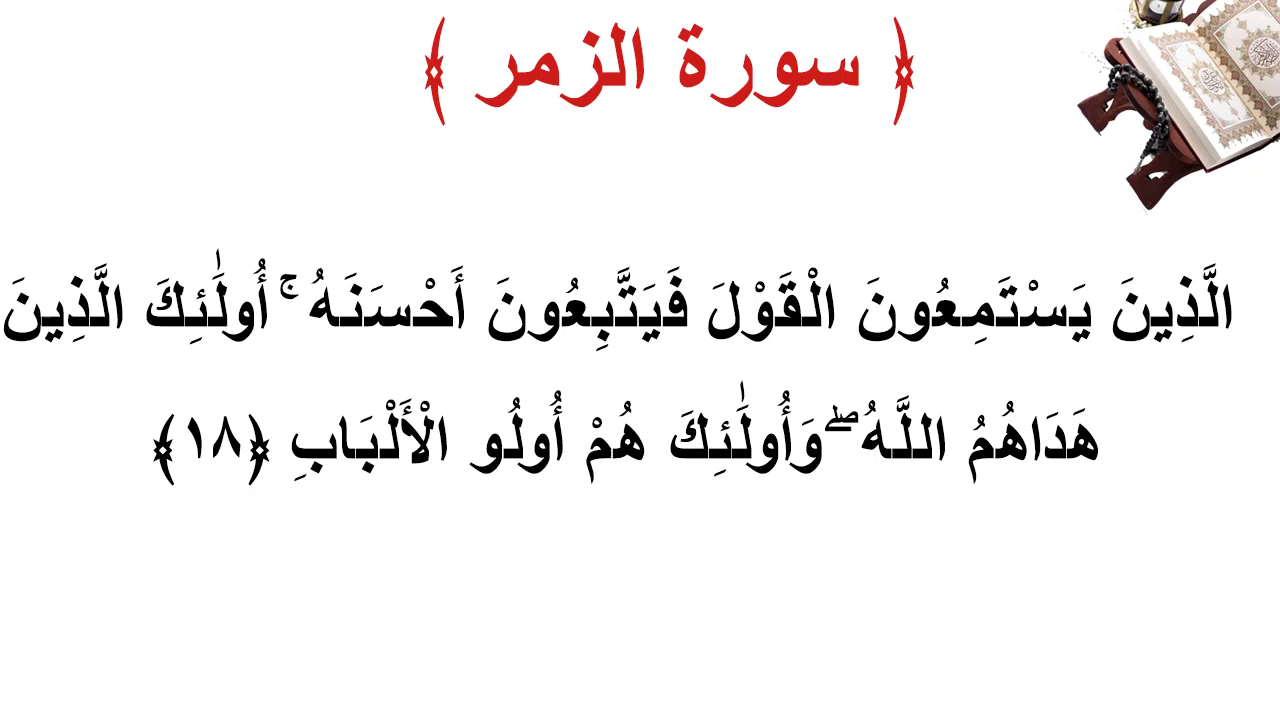 ﴿ سورة الزمر ﴾
الَّذِينَ يَسْتَمِعُونَ الْقَوْلَ فَيَتَّبِعُونَ أَحْسَنَهُ ۚ أُولَٰئِكَ الَّذِينَ
هَدَاهُمُ اللَّهُ ۖ وَأُولَٰئِكَ هُمْ أُولُو الْأَلْبَابِ ﴿١٨﴾